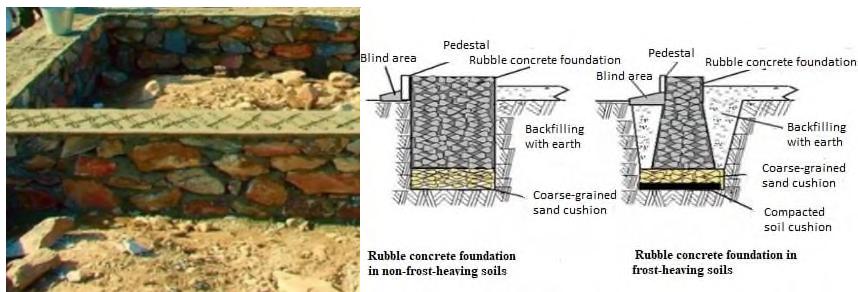 Pedestal
Blind area
Rubble concrete foundation
Backfilling
with earth
Coarse-grained
sand cushion
Rubble concrete foundation
in non-frost-heaving soils
Pedestal
Rubble concrete foundation
Blind area
Backfilling
with earth
Coarse-grained
sand cushion
Compacted
soil cushion
Rubble concrete foundation in
frost-heaving soils